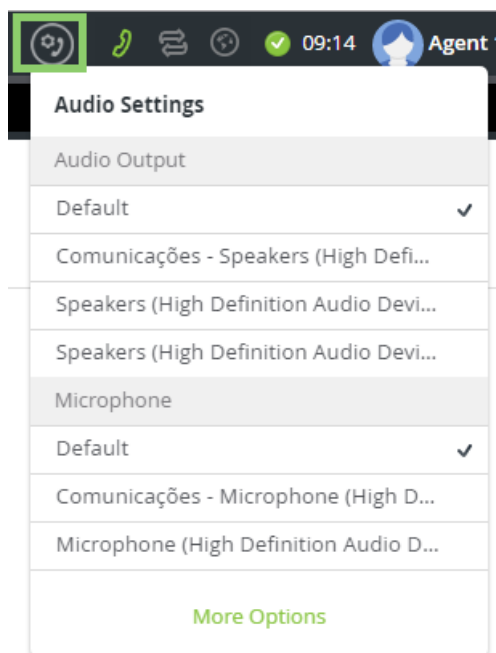 09:14 Agent
Audio Settings
Audio Output
Default
Comunicações - Speakers (High Defi...
Speakers (High Definition Audio Devi...
Speakers (High Definition Audio Devi...
Microphone
Default
Comunicações - Microphone (High D...
Microphone (High Definition Audio D...
More Options